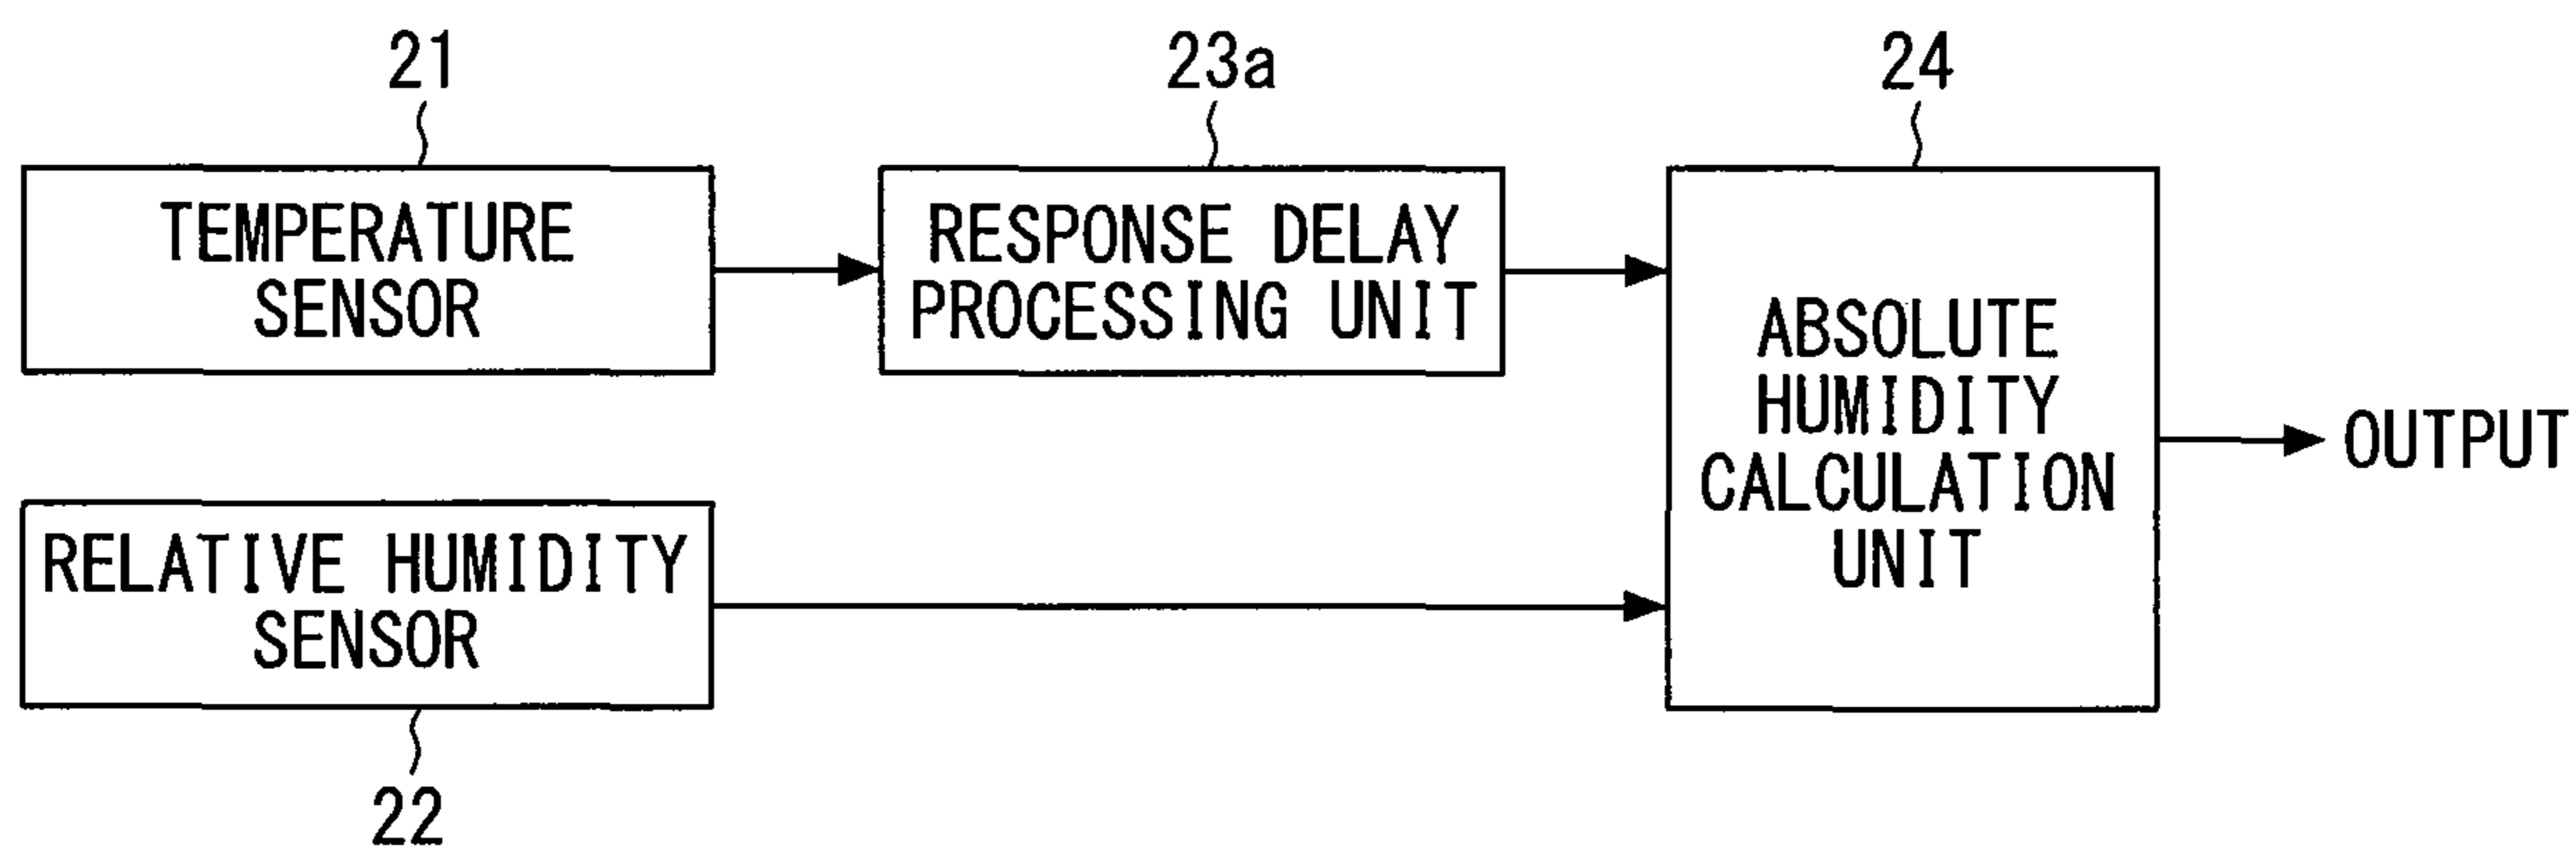 21
23a
24
TEMPERATURE
SENSOR
RESPONSE DELAY
PROCESSING UNIT
ABSOLUTE
HUMIDITY
CALCULATION
UNIT
OUTPUT
RELATIVE HUMIDITY
SENSOR
22